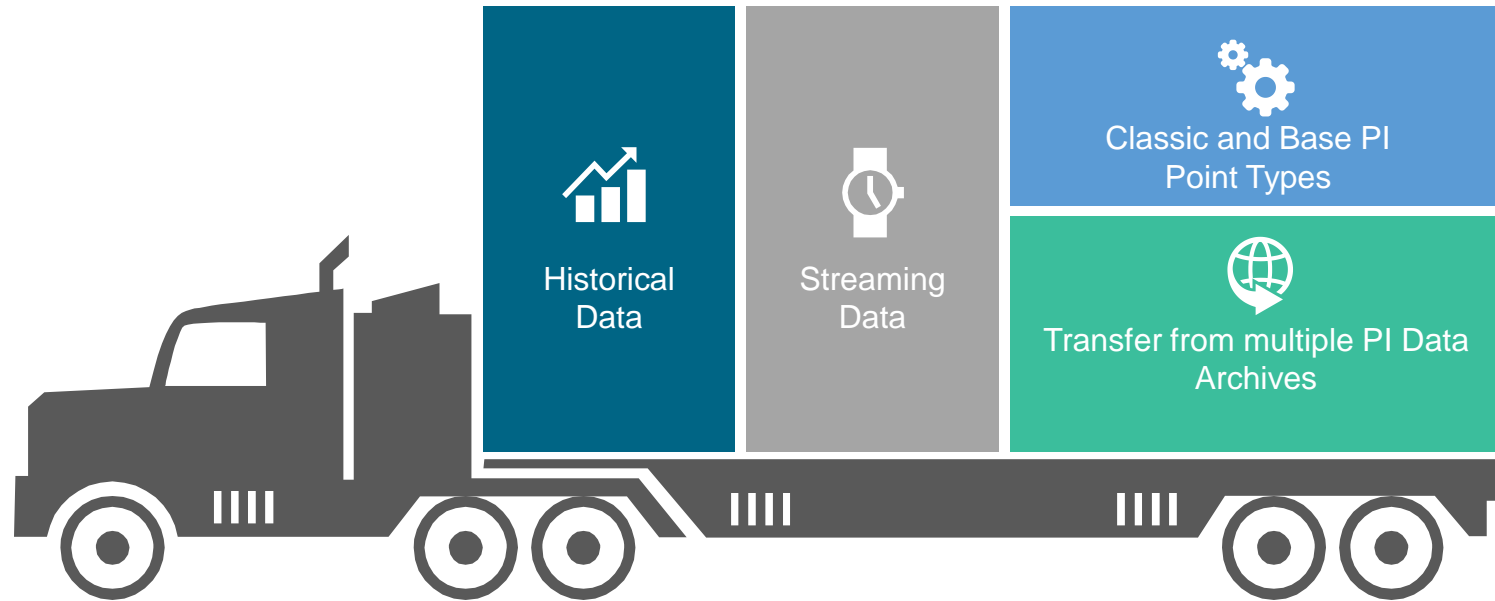 Historical
Data
Streaming
Data
Classic and Base PI
Point Types
Transfer from multiple PI Data
Archives